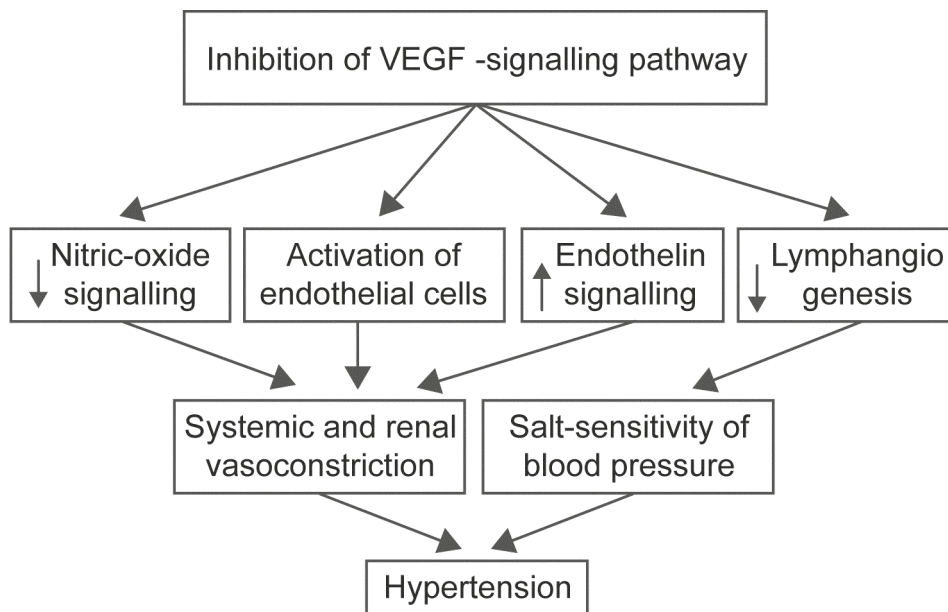 Inhibition of VEGF -signalling pathway
Nitric-oxide
signalling
Activation of
endothelial cells
Endothelin
signalling
Lymphangio
genesis
Systemic and renal
vasoconstriction
Salt-sensitivity of
blood pressure
Hypertension